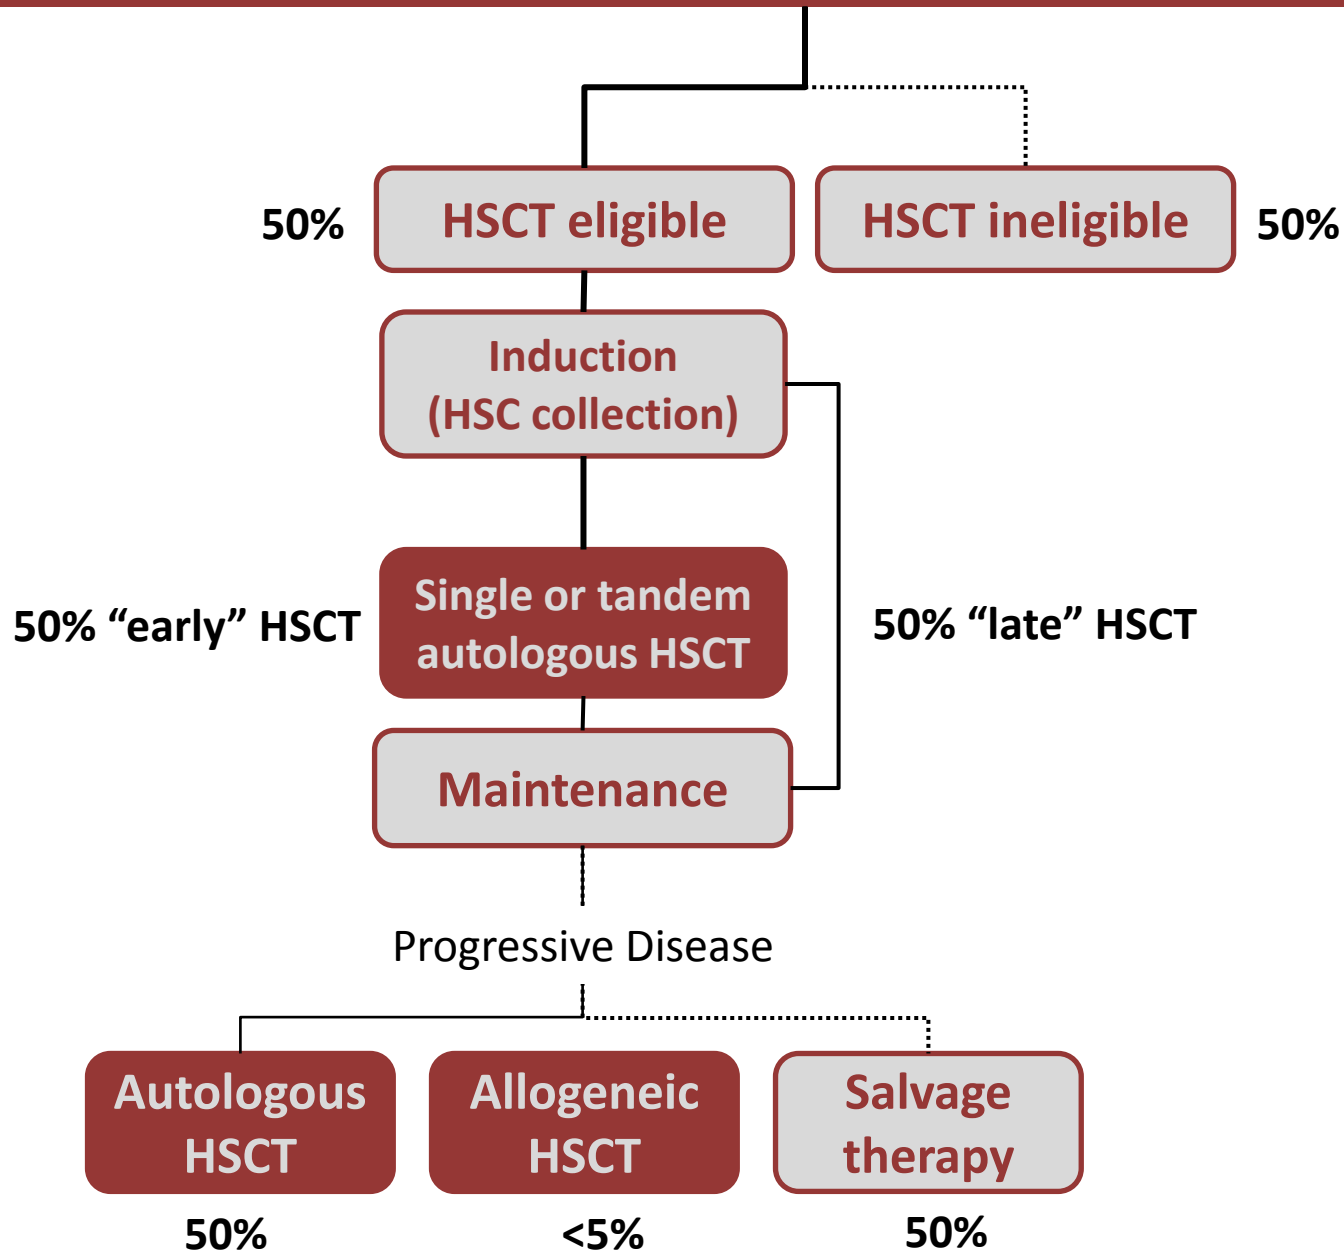 50%
HSCT eligible
HSCT ineligible
50%
Induction
(HSC collection)
50% “early” HSCT
Single or tandem
autologous HSCT
50% “late” HSCT
Maintenance
Progressive Disease
Autologous
HSCT
Allogeneic
HSCT
Salvage
therapy
50%
<5%
50%